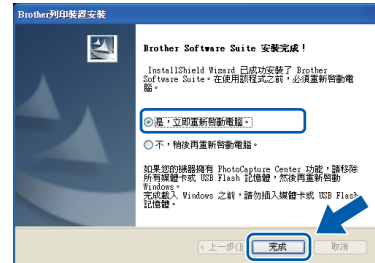 Brother列印裝置安裝
Brother Software Suite 安裝完成！
InstallShield Wizard 已成功安裝了 Brother
Software Suite。在使用該程式之前，必須重新啓動電
腦。
是，立即重新啓動電腦。
不，稍後再重新啓動電腦。
如果您的機器擁有 PhotoCapture Center 功能，請移除
所有媒體卡或 USB Flash 記憶體，然後再重新啓動
Windows。
完成載入 Windows 之前，請勿插入媒體卡或 USB Flash
記憶體。
< 上一步(B) 完成 取消